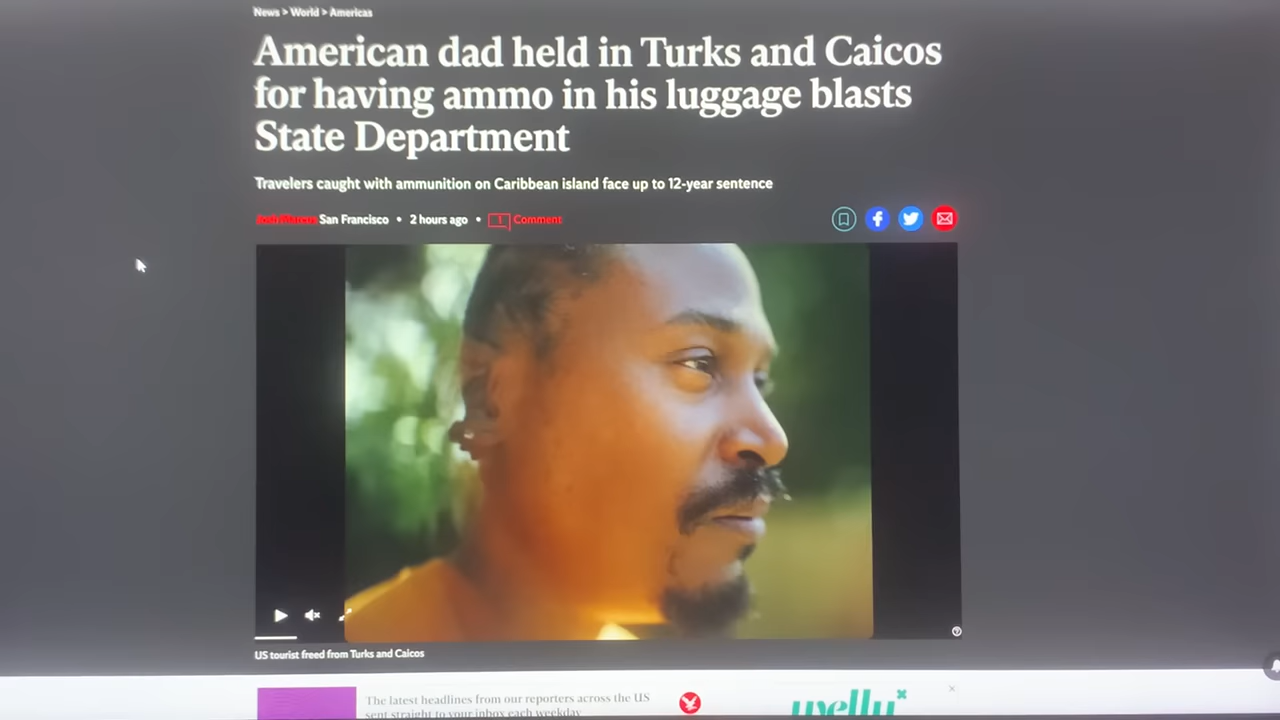 News > World > Americas
American dad held in Turks and Caicos
for having ammo in his luggage blasts
State Department
Travelers caught with ammunition on Caribbean island face up to 12-year sentence
San Francisco • 2 hours ago • 1 Comment
US tourist freed from Turks and Caicos
The latest headlines from our reporters across the US
sent straight to your inbox each weekday
welly